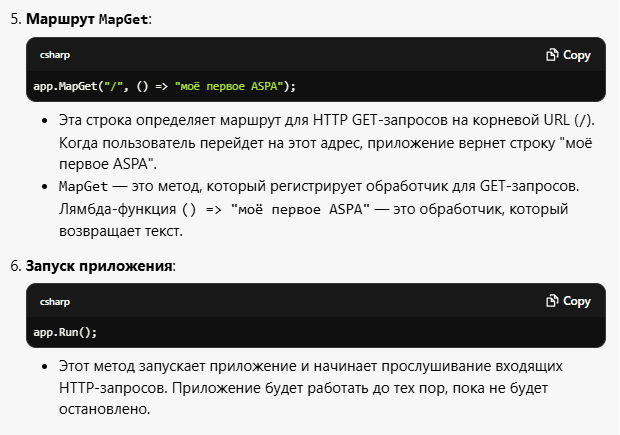 5. Маршрут MapGet:
csharp
Copy
app.MapGet("/", () => "моё первое ASPA");
• Эта строка определяет маршрут для HTTP GET-запросов на корневой URL (/).
Когда пользователь перейдет на этот адрес, приложение вернет строку "моё
первое ASPA".
• MapGet — это метод, который регистрирует обработчик для GET-запросов.
Лямбда-функция () => "моё первое ASPA" — это обработчик, который
возвращает текст.
6. Запуск приложения:
csharp
Copy
app.Run();
• Этот метод запускает приложение и начинает прослушивание входящих
HTTP-запросов. Приложение будет работать до тех пор, пока не будет
остановлено.